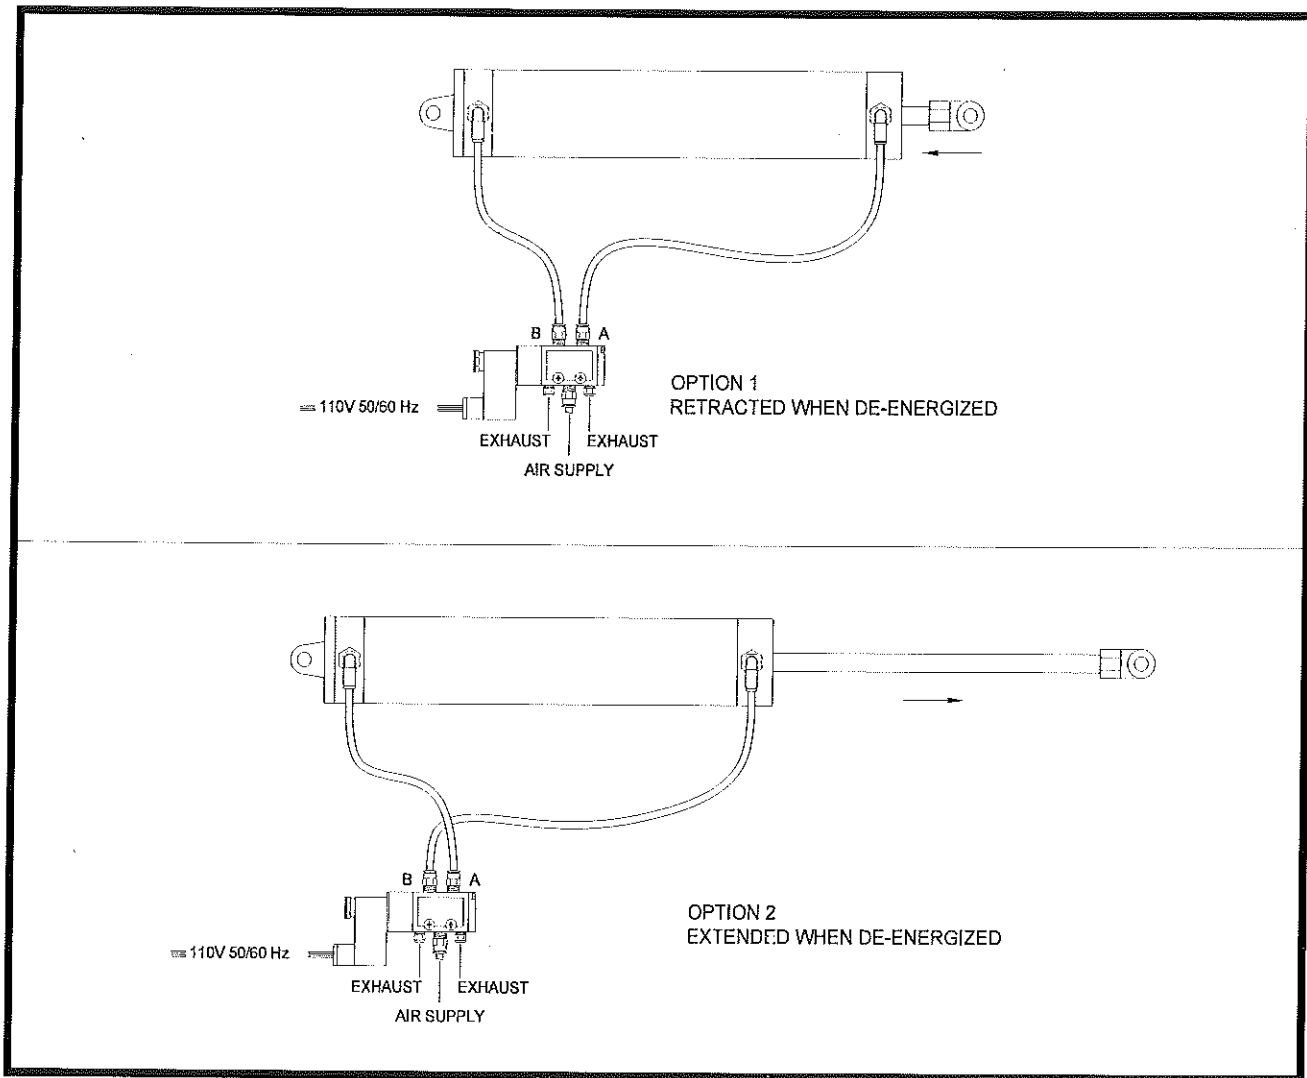 B A
OPTION 1
RETRACTED WHEN DE-ENERGIZED
110V 50/60 Hz
EXHAUST EXHAUST
AIR SUPPLY
B A
OPTION 2
EXTENDED WHEN DE-ENERGIZED
110V 50/60 Hz
EXHAUST EXHAUST
AIR SUPPLY